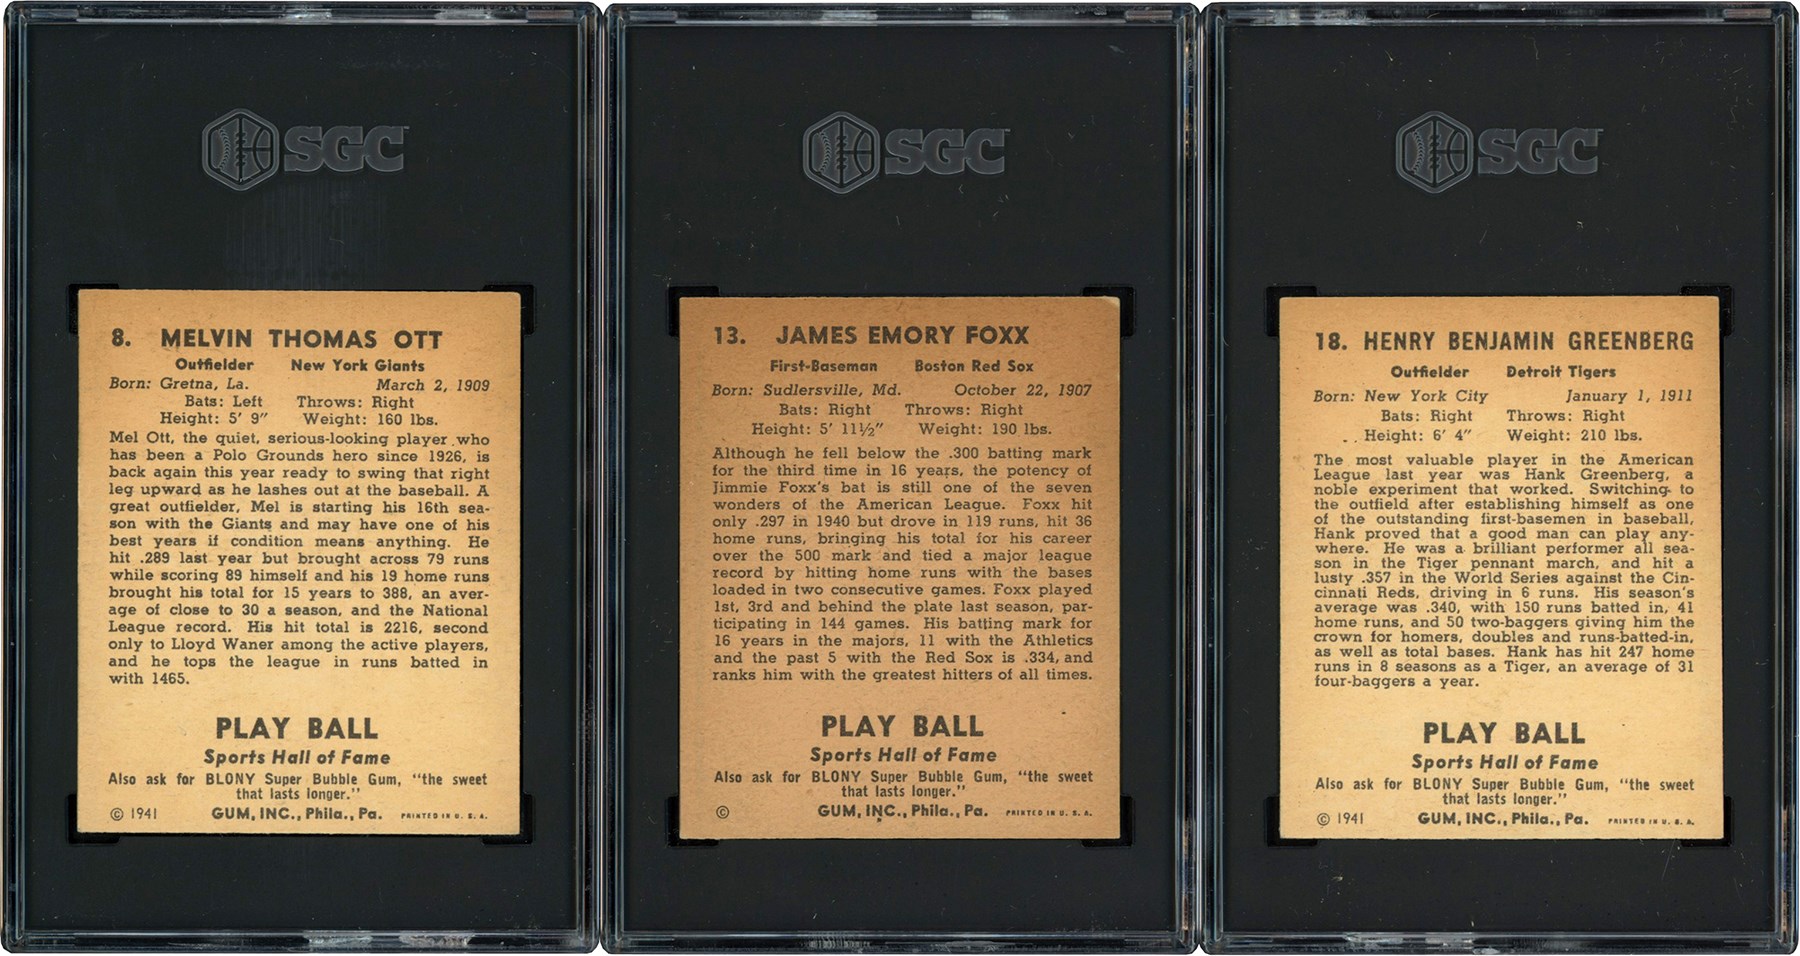 SGC
8. MELVIN THOMAS OTT
Outfielder New York Giants
Born: Gretna, La. March 2, 1909
Bats: Left Throws: Right
Height: 5' 9" Weight: 160 lbs.
Mel Ott, the quiet, serious-looking player who
has been a Polo Grounds hero since 1926, is
back again this year ready to swing that right
leg upward as he lashes out at the baseball. A
great outfielder, Mel is starting his 16th sea-
son with the Giants and may have one of his
best years if condition means anything. He
hit .289 last year but brought across 79 runs
while scoring 89 himself and his 19 home runs
brought his total for 15 years to 388, an aver-
age of close to 30 a season, and the National
League record. His hit total is 2216, second
only to Lloyd Waner among the active players,
and he tops the league in runs batted in
with 1465.
PLAY BALL
Sports Hall of Fame
Also ask for BLONY Super Bubble Gum, "the sweet
that lasts longer."
© 1941 GUM, INC., Phila., Pa. PRINTED IN U. S. A.
SGC
13. JAMES EMORY FOXX
First-Baseman Boston Red Sox
Born: Sudlersville, Md. October 22, 1907
Bats: Right Throws: Right
Height: 5' 11½" Weight: 190 lbs.
Although he fell below the .300 batting mark
for the third time in 16 years, the potency of
Jimmie Foxx's bat is still one of the seven
wonders of the American League. Foxx hit
only .297 in 1940 but drove in 119 runs, hit 36
home runs, bringing his total for his career
over the 500 mark and tied a major league
record by hitting home runs with the bases
loaded in two consecutive games. Foxx played
1st, 3rd and behind the plate last season, par-
ticipating in 144 games. His batting mark for
16 years in the majors, 11 with the Athletics
and the past 5 with the Red Sox is .334, and
ranks him with the greatest hitters of all times.
PLAY BALL
Sports Hall of Fame
Also ask for BLONY Super Bubble Gum, "the sweet
that lasts longer."
© GUM, INC., Phila., Pa. PRINTED IN U. S. A.
SGC
18. HENRY BENJAMIN GREENBERG
Outfielder Detroit Tigers
Born: New York City January 1, 1911
Bats: Right Throws: Right
Height: 6' 4" Weight: 210 lbs.
The most valuable player in the American
League last year was Hank Greenberg, a
noble experiment that worked. Switching to
the outfield after establishing himself as one
of the outstanding first-basemen in baseball,
Hank proved that a good man can play any-
where. He was a brilliant performer all sea-
son in the Tiger pennant march, and hit a
lusty .357 in the World Series against the Cin-
cinnati Reds, driving in 6 runs. His season's
average was .340, with 150 runs batted in, 41
home runs, and 50 two-baggers giving him the
crown for homers, doubles and runs-batted-in,
as well as total bases. Hank has hit 247 home
runs in 8 seasons as a Tiger, an average of 31
four-baggers a year.
PLAY BALL
Sports Hall of Fame
Also ask for BLONY Super Bubble Gum, "the sweet
that lasts longer."
© 1941 GUM, INC., Phila., Pa. PRINTED IN U. S. A.